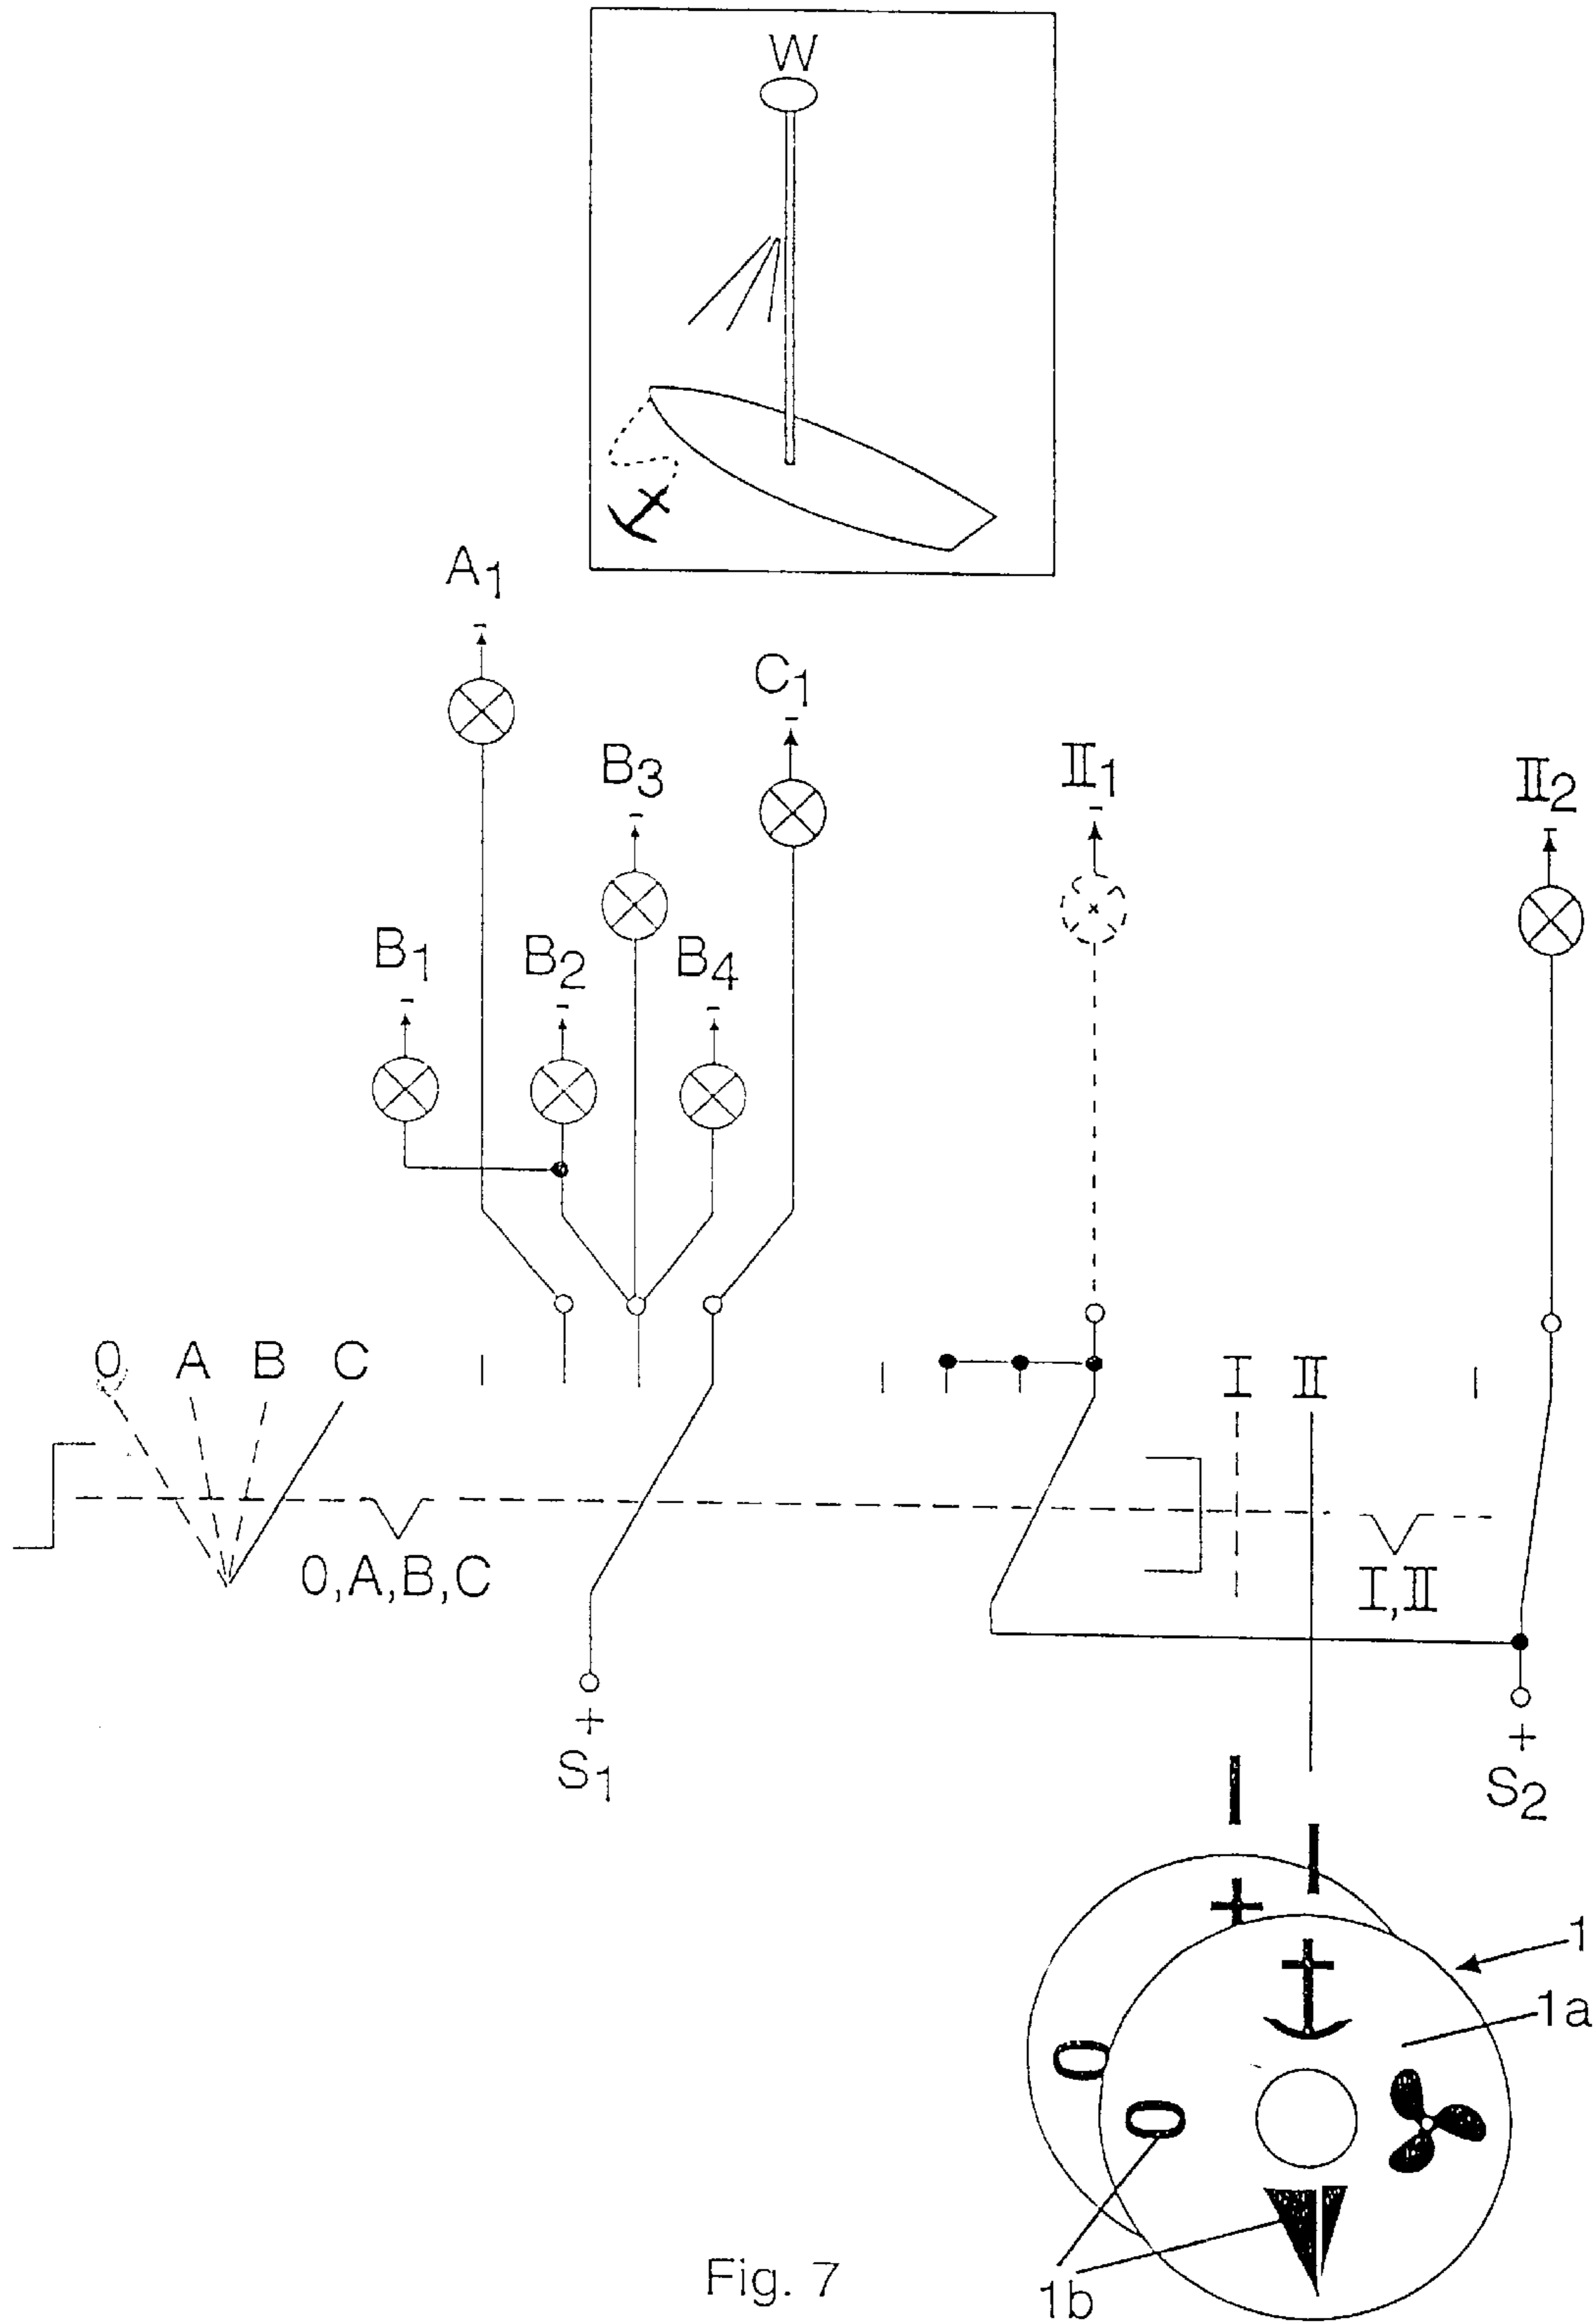 W
A1
C1
B3
II1
II2
B1 B2 B4
0 A B C
I II
0,A,B,C
I,II
+
S1
+
S2
1
1a
0
0
1b
Fig. 7